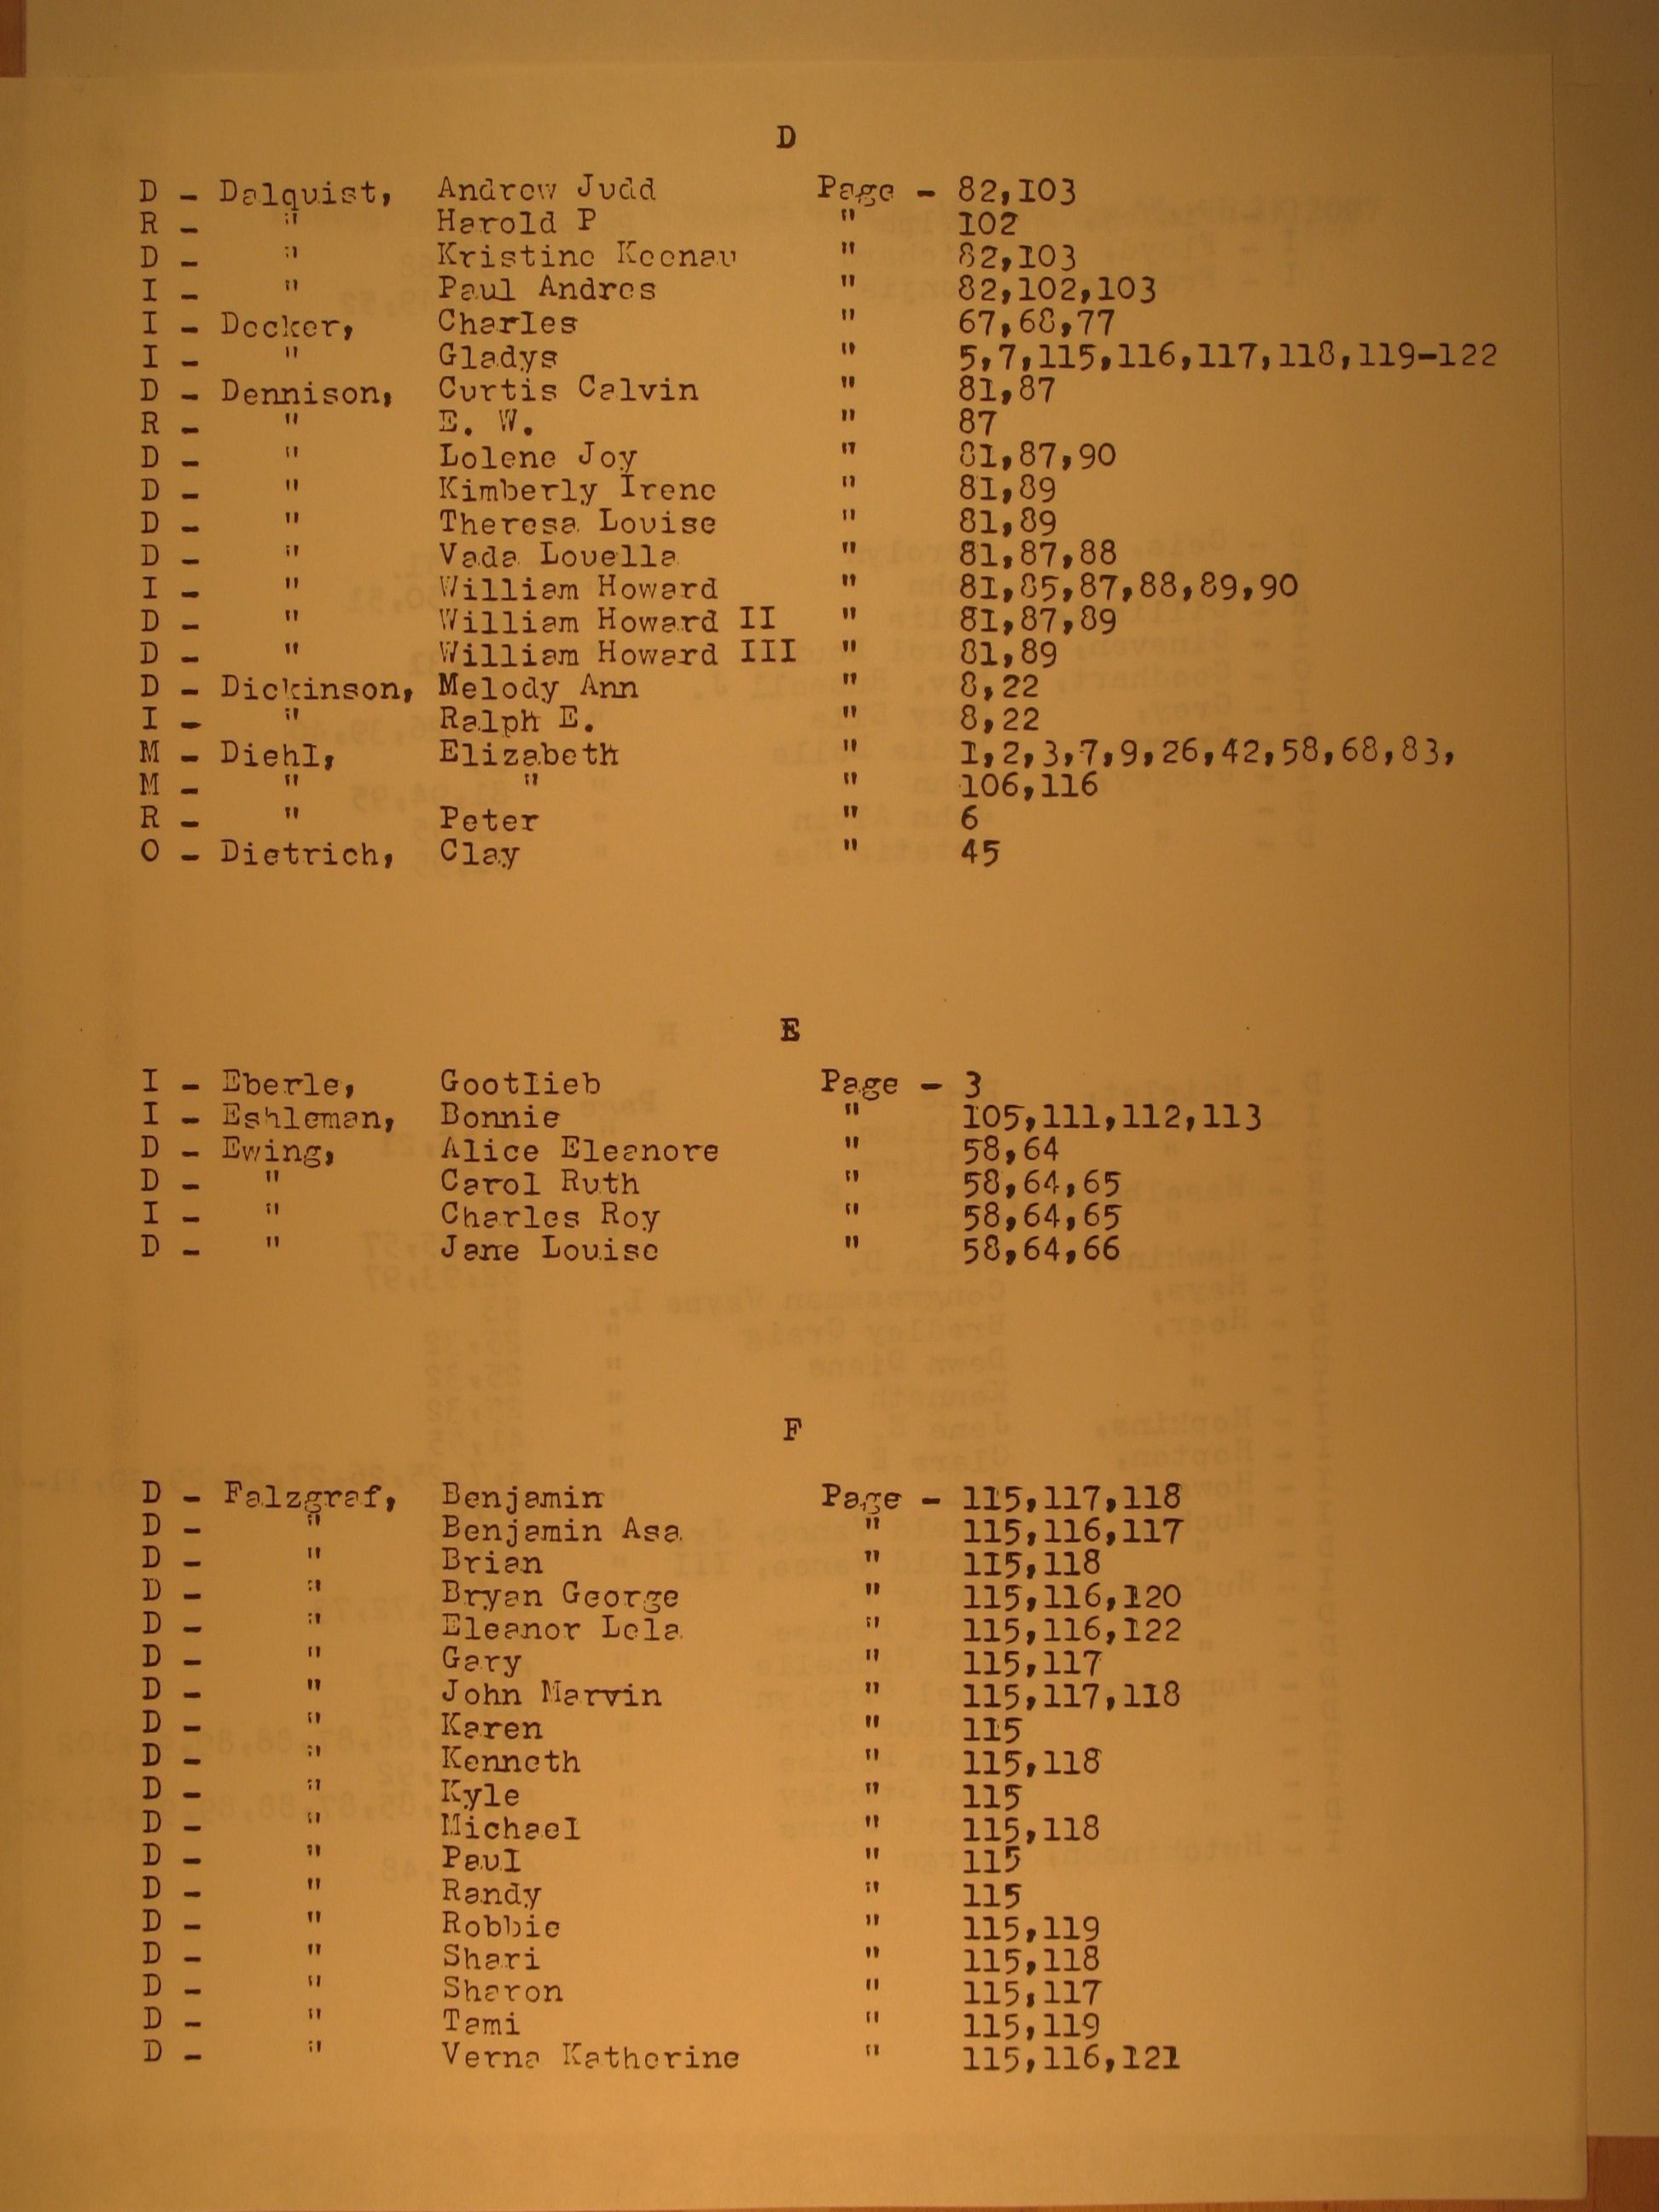 D
D - Dalquist, Andrew Judd Page - 82,103
R - " Harold P " 102
D - " Kristine Keenau " 82,103
I - " Paul Andres " 82,102,103
I - Decker, Charles " 67,68,77
I - " Gladys " 5,7,115,116,117,118,119-122
D - Dennison, Curtis Calvin " 81,87
R - " E. W. " 87
D - " Lolene Joy " 81,87,90
D - " Kimberly Irene " 81,89
D - " Theresa Louise " 81,89
D - " Vada Louella " 81,87,88
I - " William Howard " 81,85,87,88,89,90
D - " William Howard II " 81,87,89
D - " William Howard III " 81,89
D - Dickinson, Melody Ann " 8,22
I - " Ralph E. " 8,22
M - Diehl, Elizabeth " 1,2,3,7,9,26,42,58,68,83,
M - " " " 106,116
R - " Peter " 6
O - Dietrich, Clay " 45
E
I - Eberle, Gootlieb Page - 3
I - Eshleman, Bonnie " 105,111,112,113
D - Ewing, Alice Eleanore " 58,64
D - " Carol Ruth " 58,64,65
I - " Charles Roy " 58,64,65
D - " Jane Louise " 58,64,66
F
D - Falzgraf, Benjamin Page - 115,117,118
D - " Benjamin Asa " 115,116,117
D - " Brian " 115,118
D - " Bryan George " 115,116,120
D - " Eleanor Lola " 115,116,122
D - " Gary " 115,117
D - " John Marvin " 115,117,118
D - " Karen " 115
D - " Kenneth " 115,118
D - " Kyle " 115
D - " Michael " 115,118
D - " Paul " 115
D - " Randy " 115
D - " Robbie " 115,119
D - " Shari " 115,118
D - " Sharon " 115,117
D - " Tami " 115,119
D - " Verna Katherine " 115,116,121